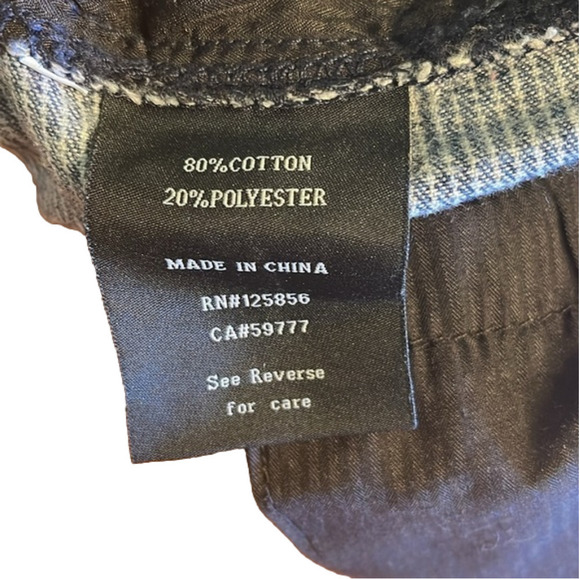 80%COTTON
20%POLYESTER
MADE IN CHINA
RN#125856
CA#59777
See Reverse
for care